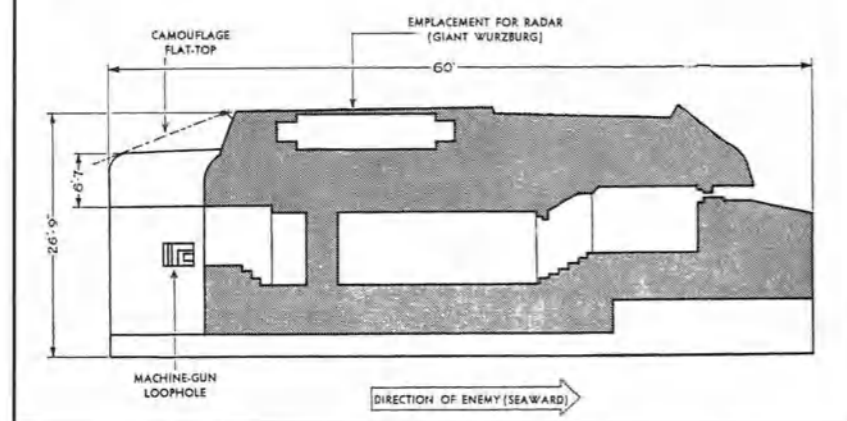 EMPLACEMENT FOR RADAR
(GIANT WURZBURG)
CAMOUFLAGE
FLAT-TOP
60'
6'-7
26'-9"
MACHINE-GUN
LOOPHOLE
DIRECTION OF ENEMY (SEAWARD)